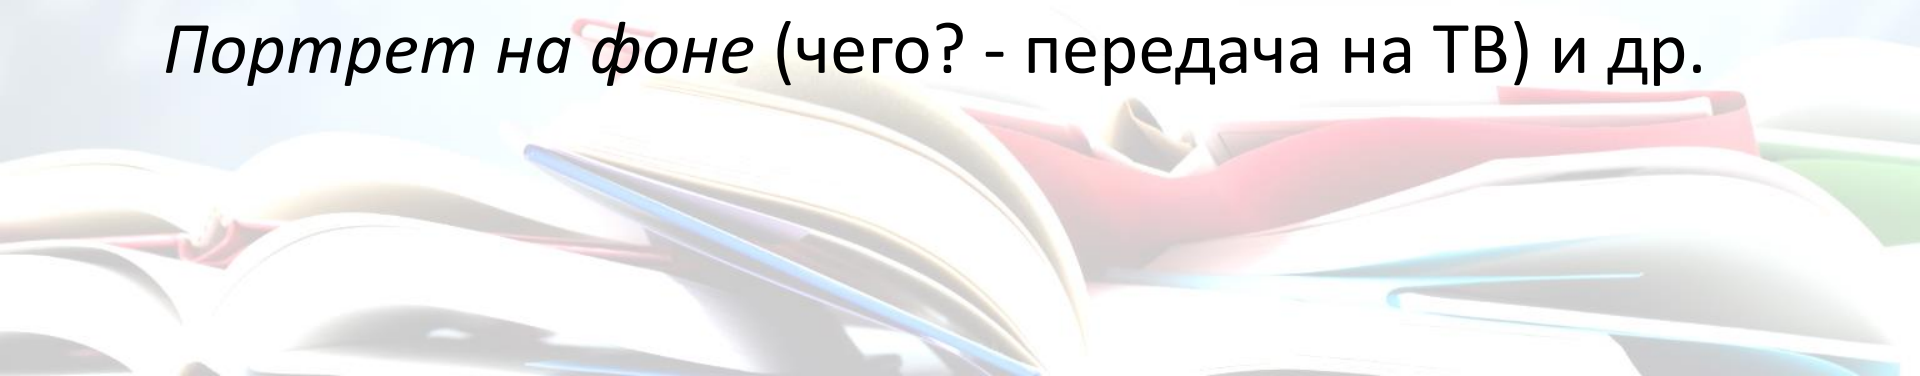 Портрет на фоне (чего? - передача на ТВ) и др.